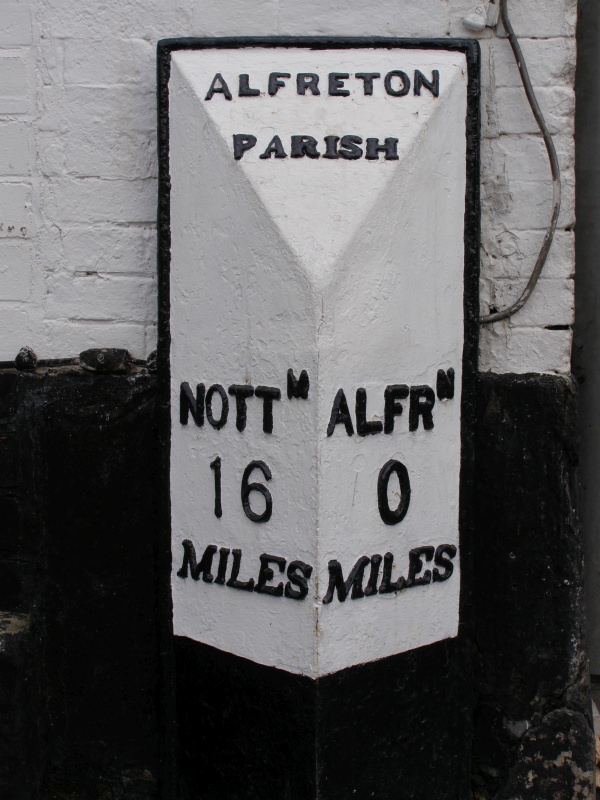 ALFRETON
PARISH
NOTTᴹ
16
MILES
ALFRᴺ
0
MILES